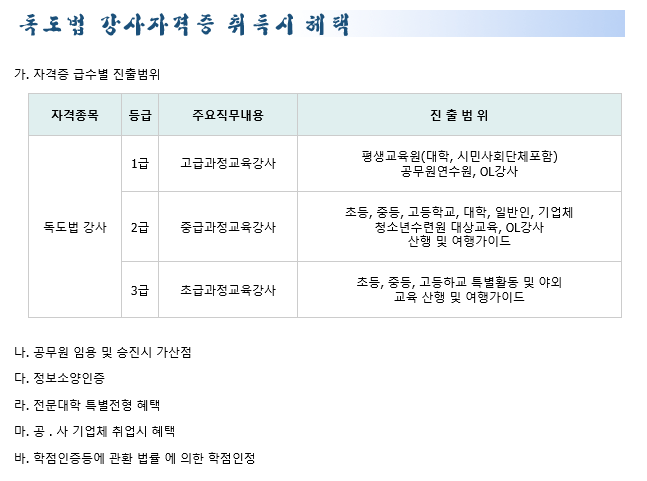 독도법 강사자격증 취득시 혜택
가. 자격증 급수별 진출범위
자격종목 등급 주요직무내용 진 출 범 위
독도법 강사
1급 고급과정교육강사
평생교육원(대학, 시민사회단체포함)
공무원연수원, OL강사
2급 중급과정교육강사
초등, 중등, 고등학교, 대학, 일반인, 기업체
청소년수련원 대상교육, OL강사
산행 및 여행가이드
3급 초급과정교육강사
초등, 중등, 고등하교 특별활동 및 야외
교육 산행 및 여행가이드
나. 공무원 임용 및 승진시 가산점
다. 정보소양인증
라. 전문대학 특별전형 혜택
마. 공 . 사 기업체 취업시 혜택
바. 학점인증등에 관환 법률 에 의한 학점인정